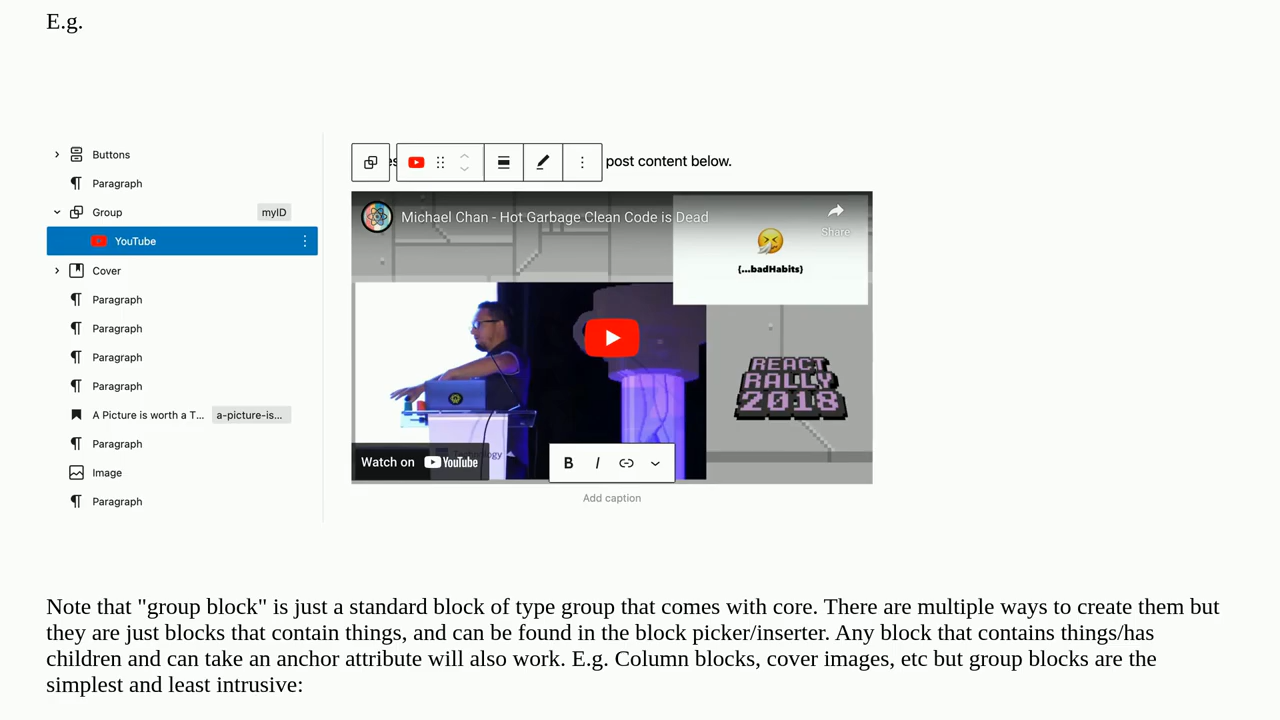 E.g.
Buttons
Paragraph
Group myID
YouTube
Cover
Paragraph
Paragraph
Paragraph
Paragraph
A Picture is worth a T... a-picture-is...
Paragraph
Image
Paragraph
post content below.
Michael Chan - Hot Garbage Clean Code is Dead
Share
{...badHabits}
REACT
RALLY
2018
Watch on YouTube
B I
Add caption
Note that "group block" is just a standard block of type group that comes with core. There are multiple ways to create them but
they are just blocks that contain things, and can be found in the block picker/inserter. Any block that contains things/has
children and can take an anchor attribute will also work. E.g. Column blocks, cover images, etc but group blocks are the
simplest and least intrusive: